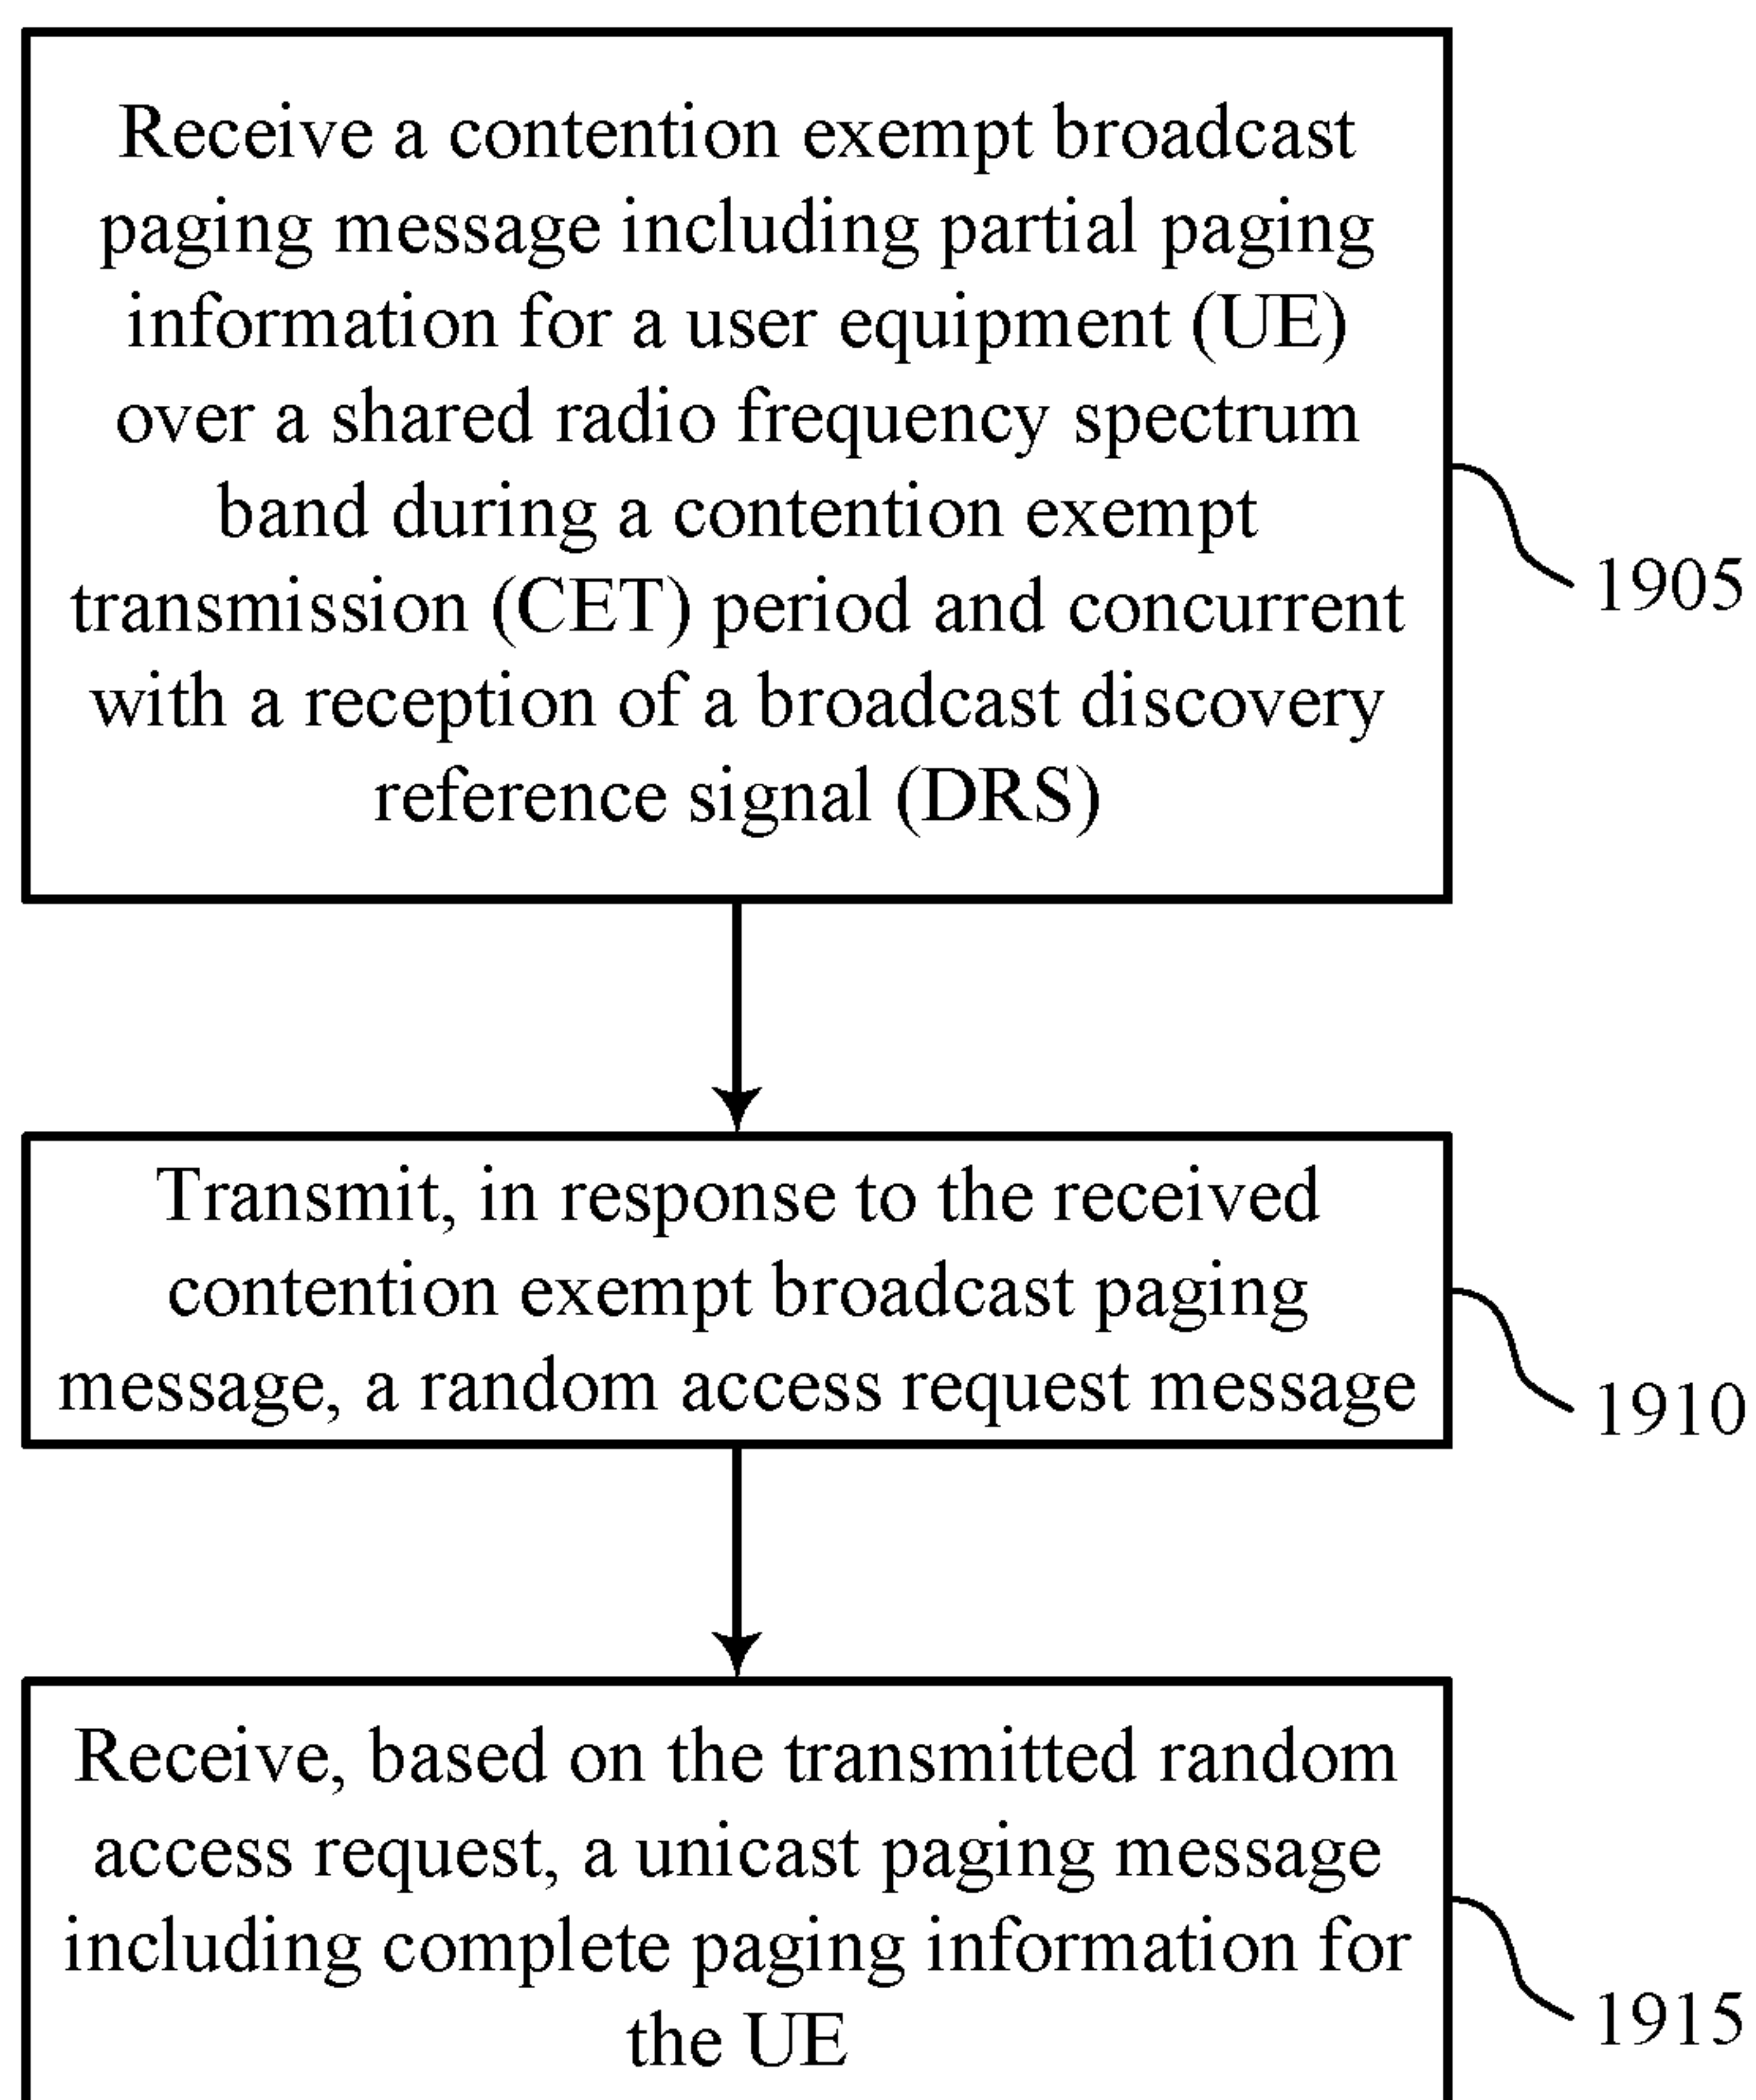 Receive a contention exempt broadcast
paging message including partial paging
information for a user equipment (UE)
over a shared radio frequency spectrum
band during a contention exempt
transmission (CET) period and concurrent
with a reception of a broadcast discovery
reference signal (DRS)
1905
Transmit, in response to the received
contention exempt broadcast paging
message, a random access request message
1910
Receive, based on the transmitted random
access request, a unicast paging message
including complete paging information for
the UE
1915